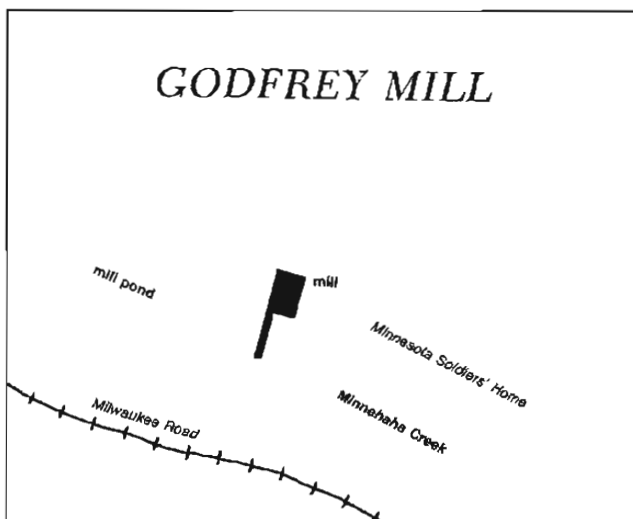 GODFREY MILL
mill pond
mill
Minnesota Soldiers' Home
Minnehaha Creek
Milwaukee Road